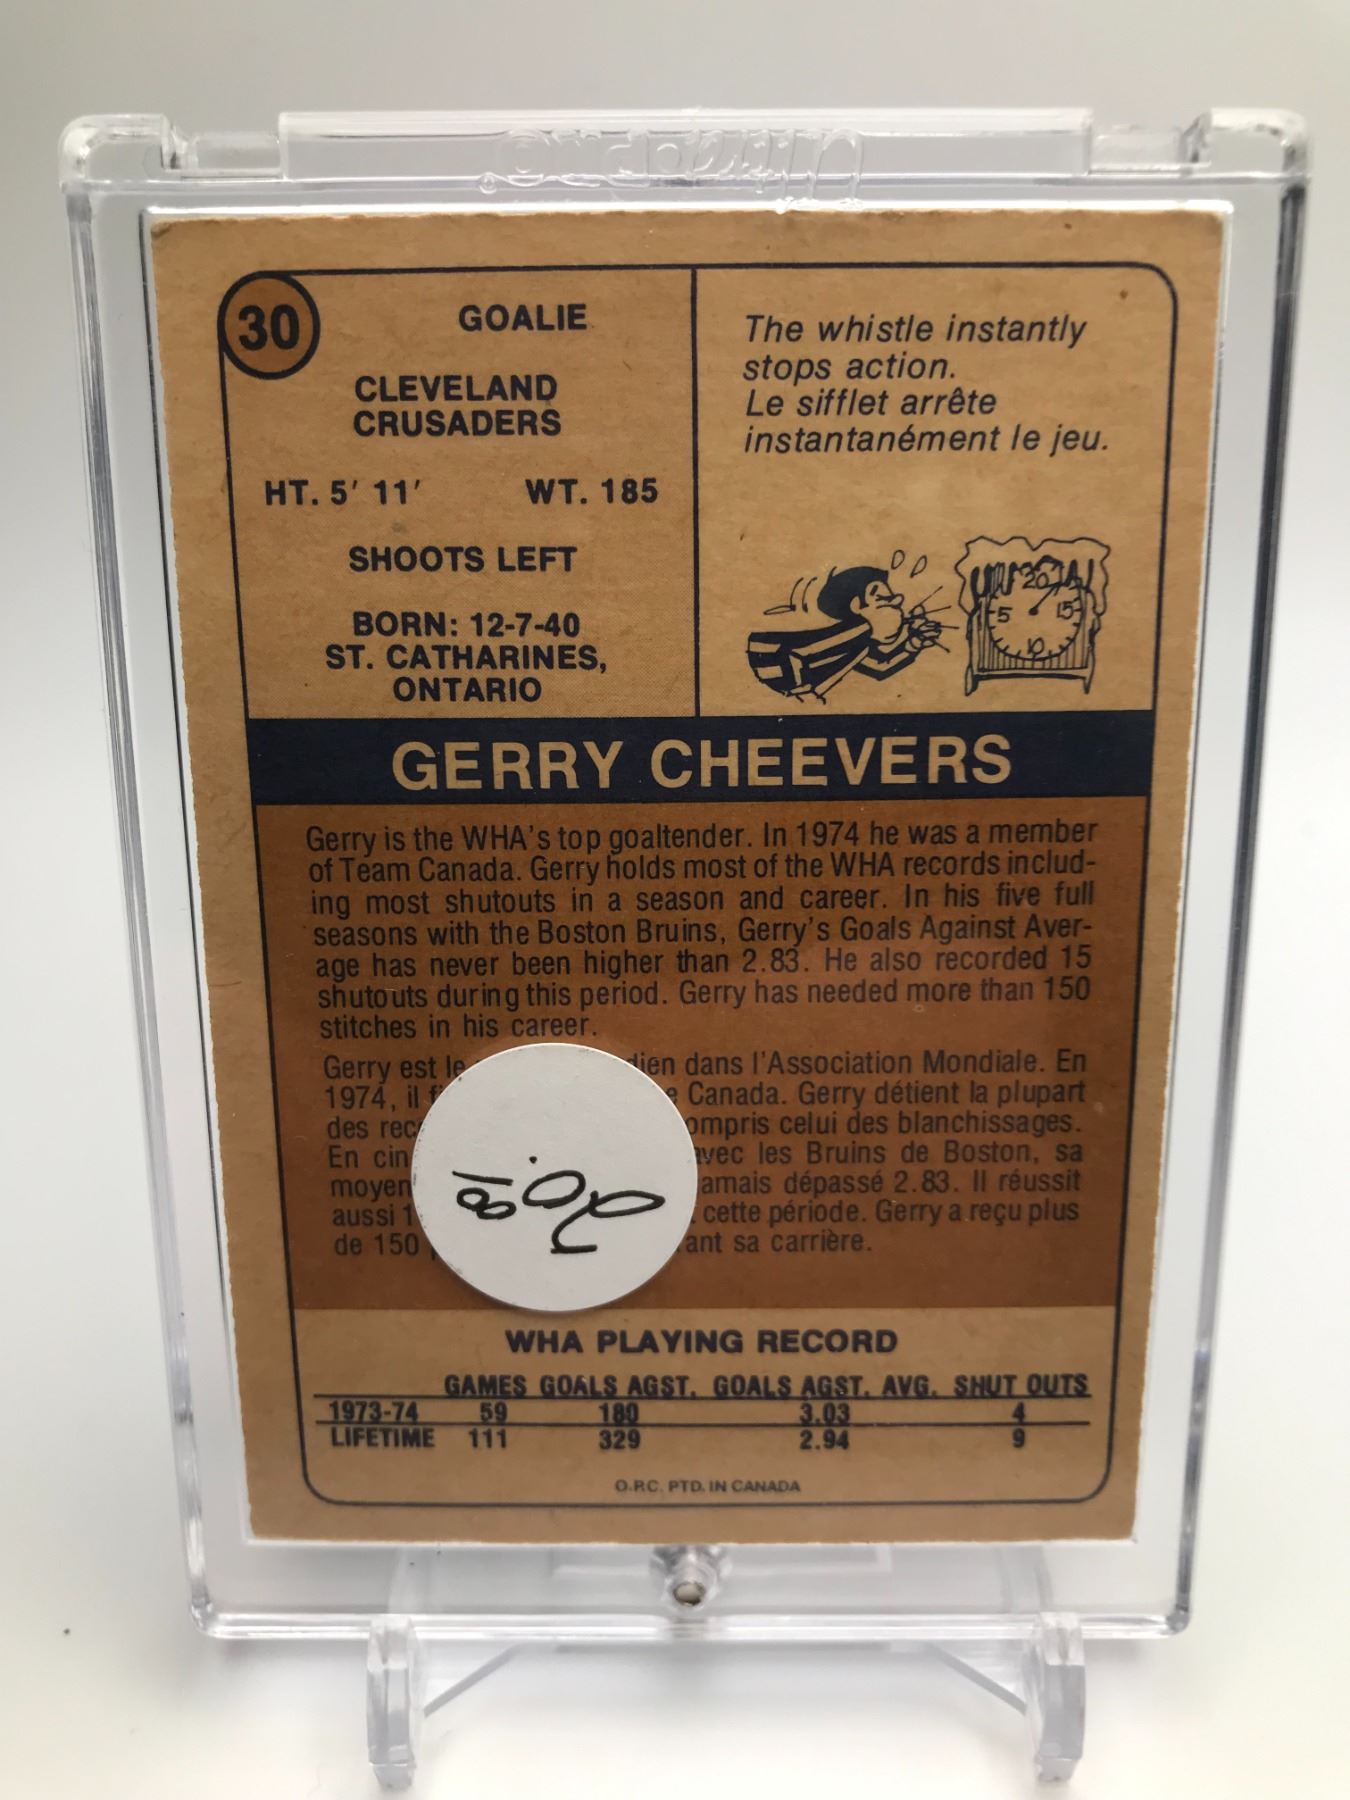 Ultra PRO
30
GOALIE
CLEVELAND
CRUSADERS
HT. 5' 11' WT. 185
SHOOTS LEFT
BORN: 12-7-40
ST. CATHARINES,
ONTARIO
The whistle instantly
stops action.
Le sifflet arrête
instantanément le jeu.
20
5 15
10
GERRY CHEEVERS
Gerry is the WHA's top goaltender. In 1974 he was a member
of Team Canada. Gerry holds most of the WHA records includ-
ing most shutouts in a season and career. In his five full
seasons with the Boston Bruins, Gerry's Goals Against Aver-
age has never been higher than 2.83. He also recorded 15
shutouts during this period. Gerry has needed more than 150
stitches in his career.
Gerry est le dien dans l'Association Mondiale. En
1974, il Canada. Gerry détient la plupart
des compris celui des blanchissages.
En avec les Bruins de Boston, sa
jamais dépassé 2.83. Il réussit
aussi cette période. Gerry a reçu plus
de 150 sa carrière.
WHA PLAYING RECORD
GAMES GOALS AGST. GOALS AGST. AVG. SHUT OUTS
1973-74 59 180 3.03 4
LIFETIME 111 329 2.94 9
O.P.C. PTD. IN CANADA